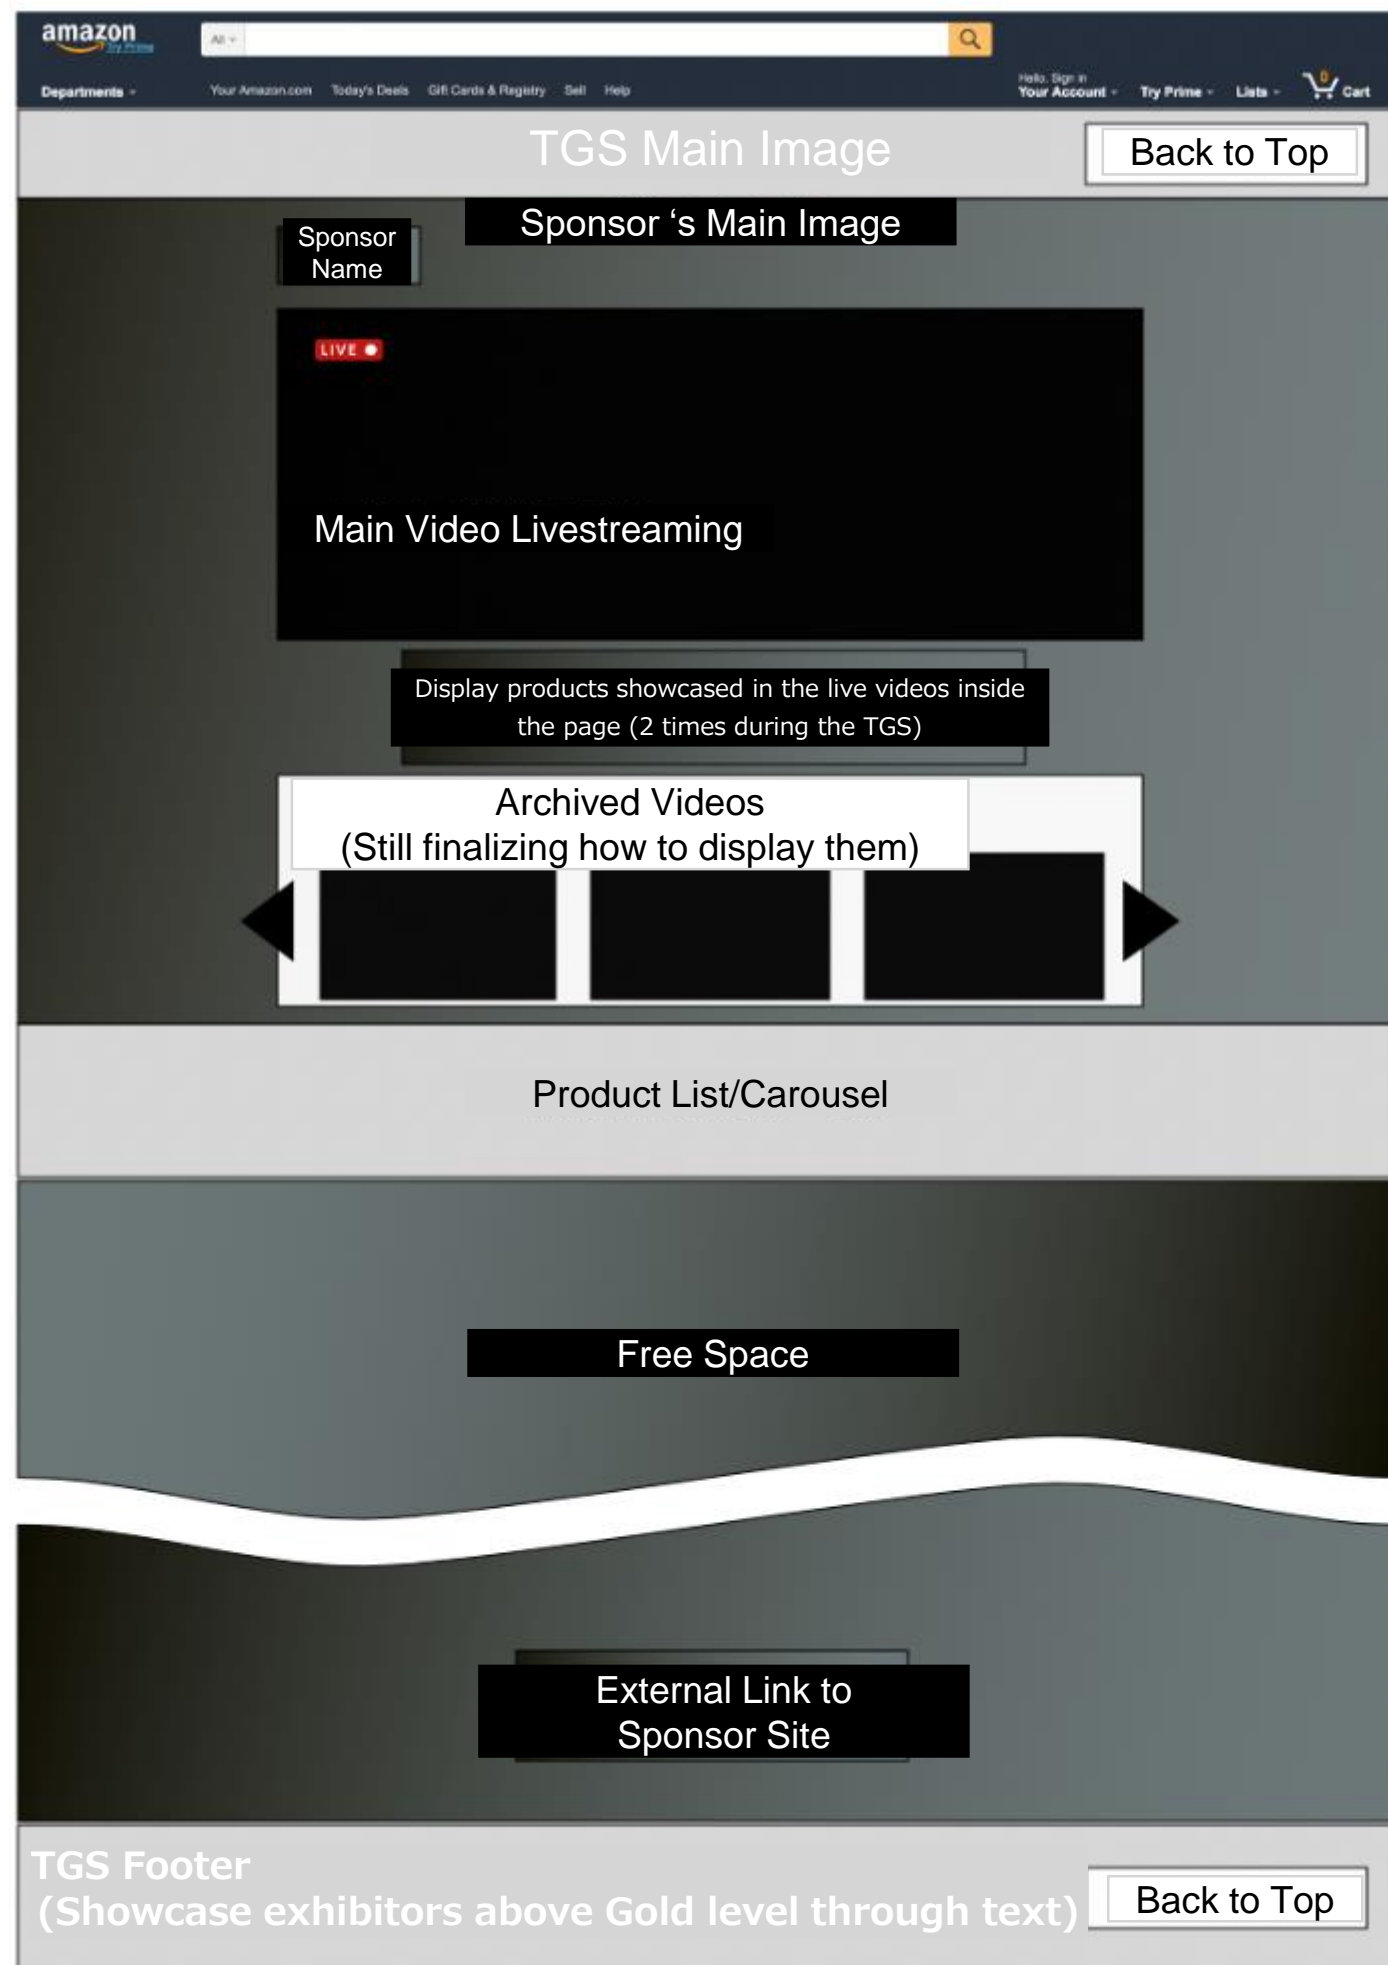 amazon
Try Prime
All
Departments
Your Amazon.com Today's Deals Gift Cards & Registry Sell Help
Hello, Sign in
Your Account Try Prime Lists 0 Cart
TGS Main Image
Back to Top
Sponsor ‘s Main Image
Sponsor
Name
LIVE
Main Video Livestreaming
Display products showcased in the live videos inside
the page (2 times during the TGS)
Archived Videos
(Still finalizing how to display them)
Product List/Carousel
Free Space
External Link to
Sponsor Site
TGS Footer
(Showcase exhibitors above Gold level through text)
Back to Top